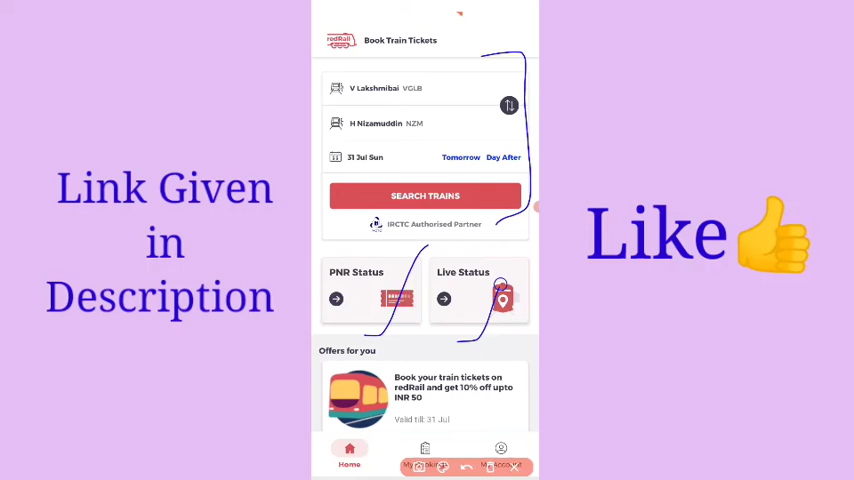 Link Given
in
Description
redRail
Book Train Tickets
V Lakshmibai VGLB
H Nizamuddin NZM
31 Jul Sun
Tomorrow Day After
SEARCH TRAINS
IRCTC Authorised Partner
PNR Status
Live Status
Offers for you
Book your train tickets on
redRail and get 10% off upto
INR 50
Valid till: 31 Jul
Home
Like